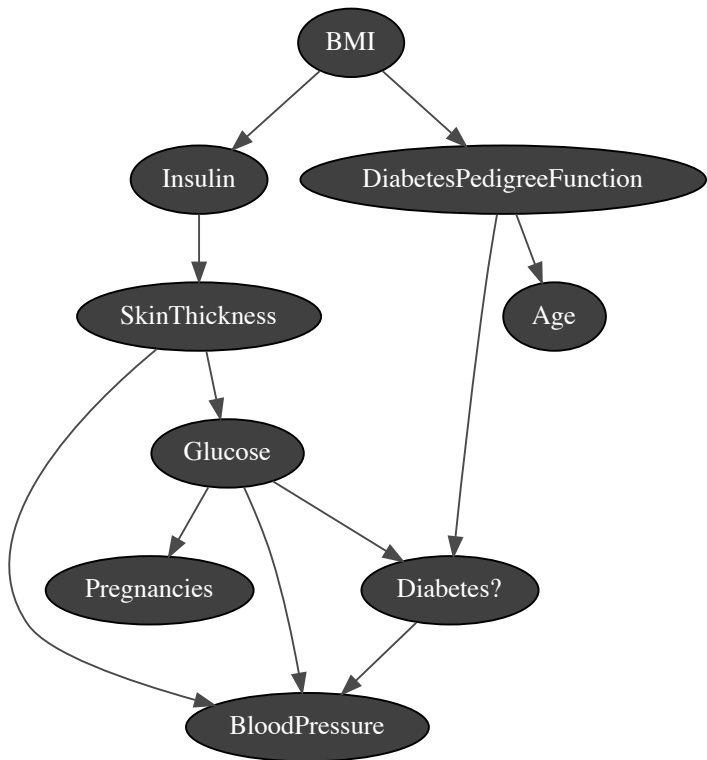 BMI
Insulin
DiabetesPedigreeFunction
SkinThickness
Age
Glucose
Pregnancies
Diabetes?
BloodPressure